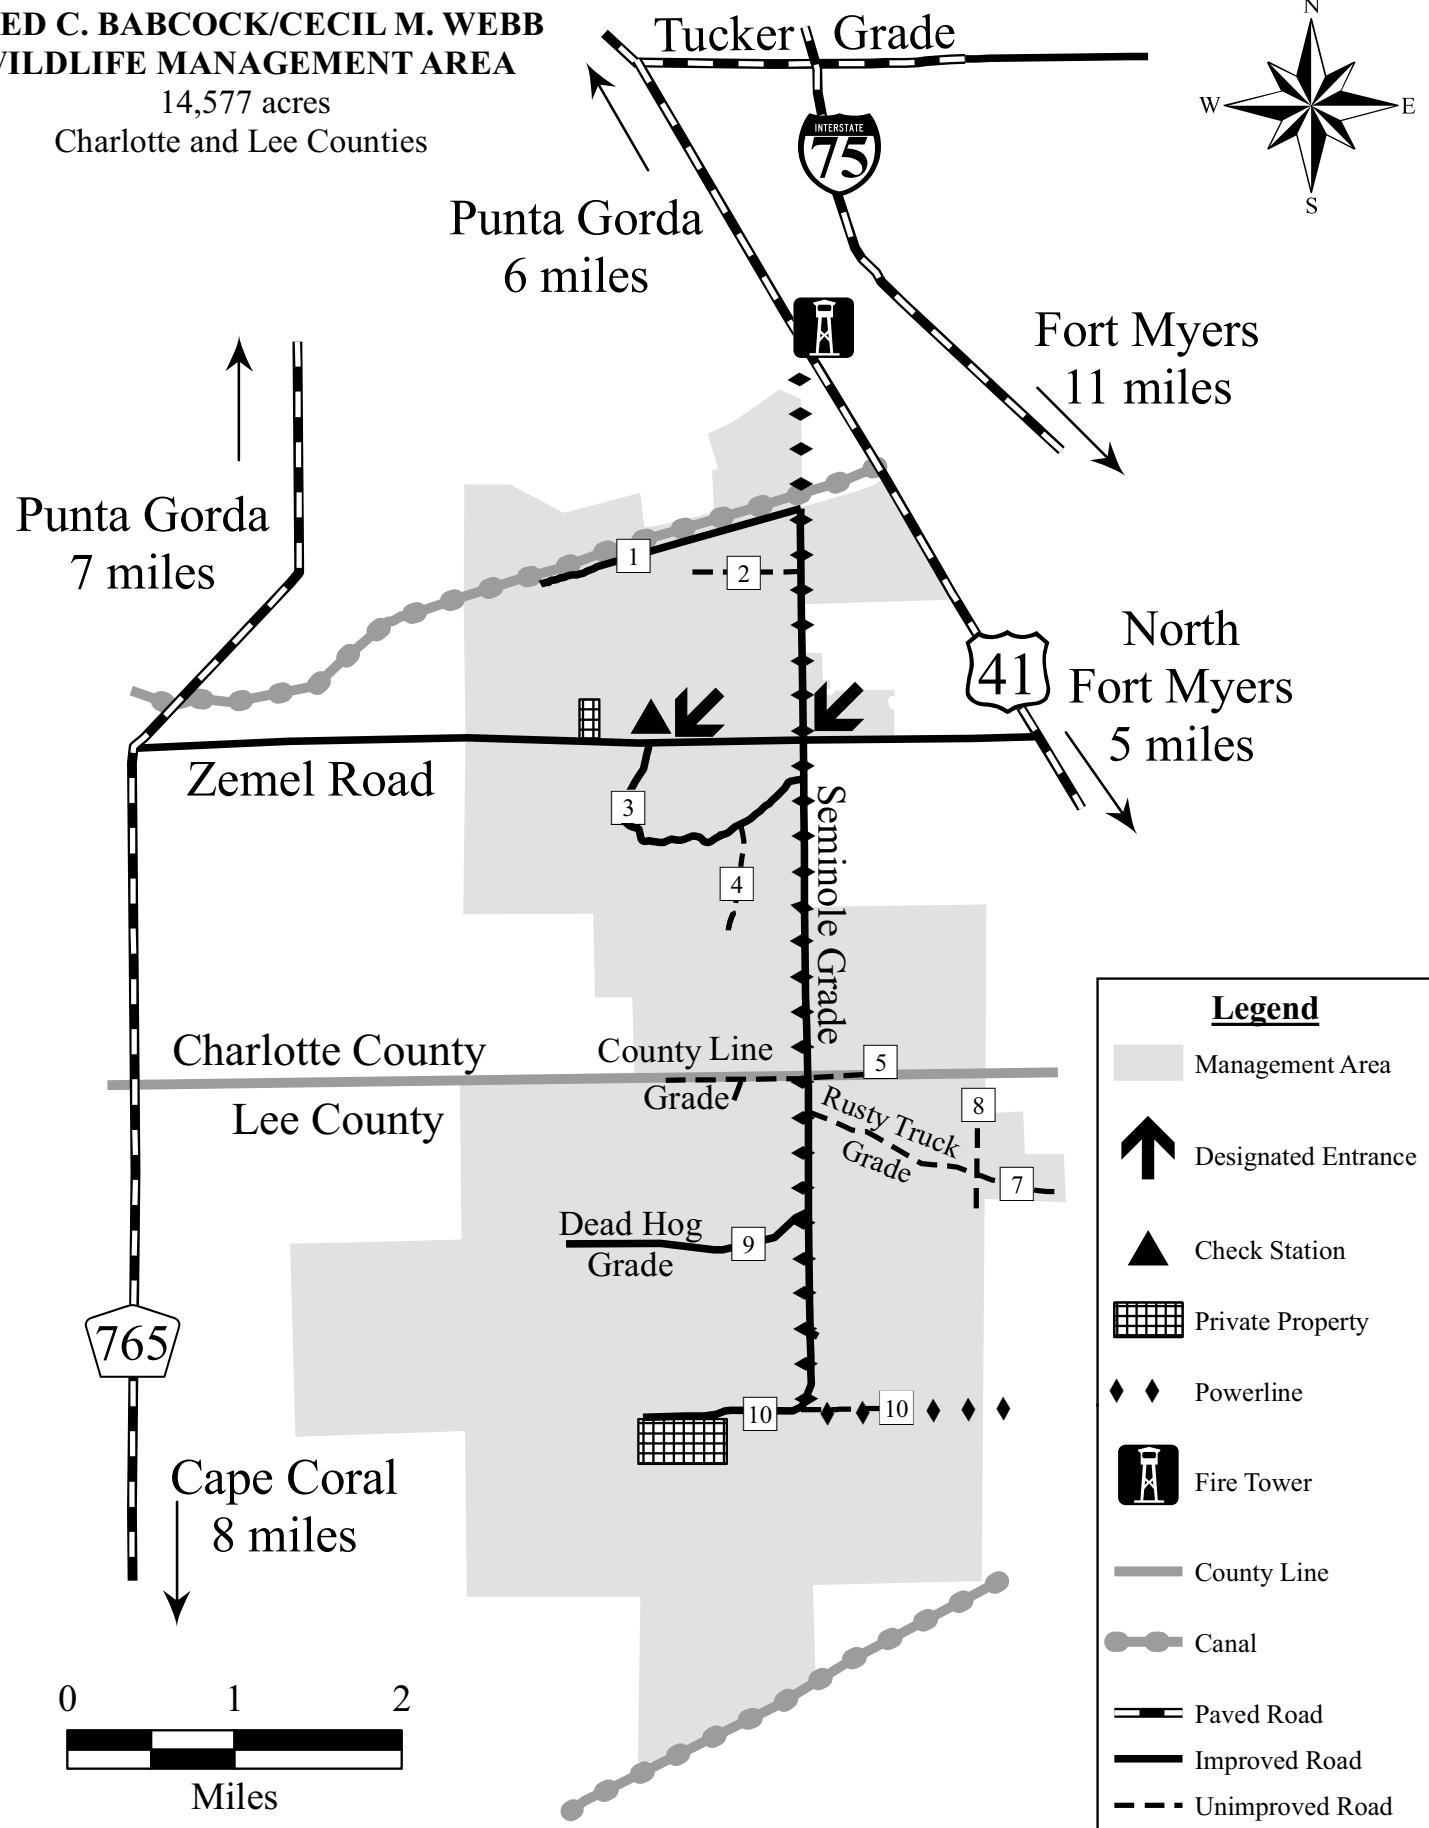 ED C. BABCOCK/CECIL M. WEBB
WILDLIFE MANAGEMENT AREA
14,577 acres
Charlotte and Lee Counties
Tucker Grade
N
W
E
S
INTERSTATE
75
Punta Gorda
6 miles
Fort Myers
11 miles
Punta Gorda
7 miles
1
2
North
Fort Myers
5 miles
41
Zemel Road
3
4
Seminole Grade
Charlotte County
County Line
Grade
5
Lee County
Rusty Truck
Grade
8
7
Dead Hog
Grade
9
765
10
10
Cape Coral
8 miles
0 1 2
Miles
Legend
Management Area
Designated Entrance
Check Station
Private Property
Powerline
Fire Tower
County Line
Canal
Paved Road
Improved Road
Unimproved Road